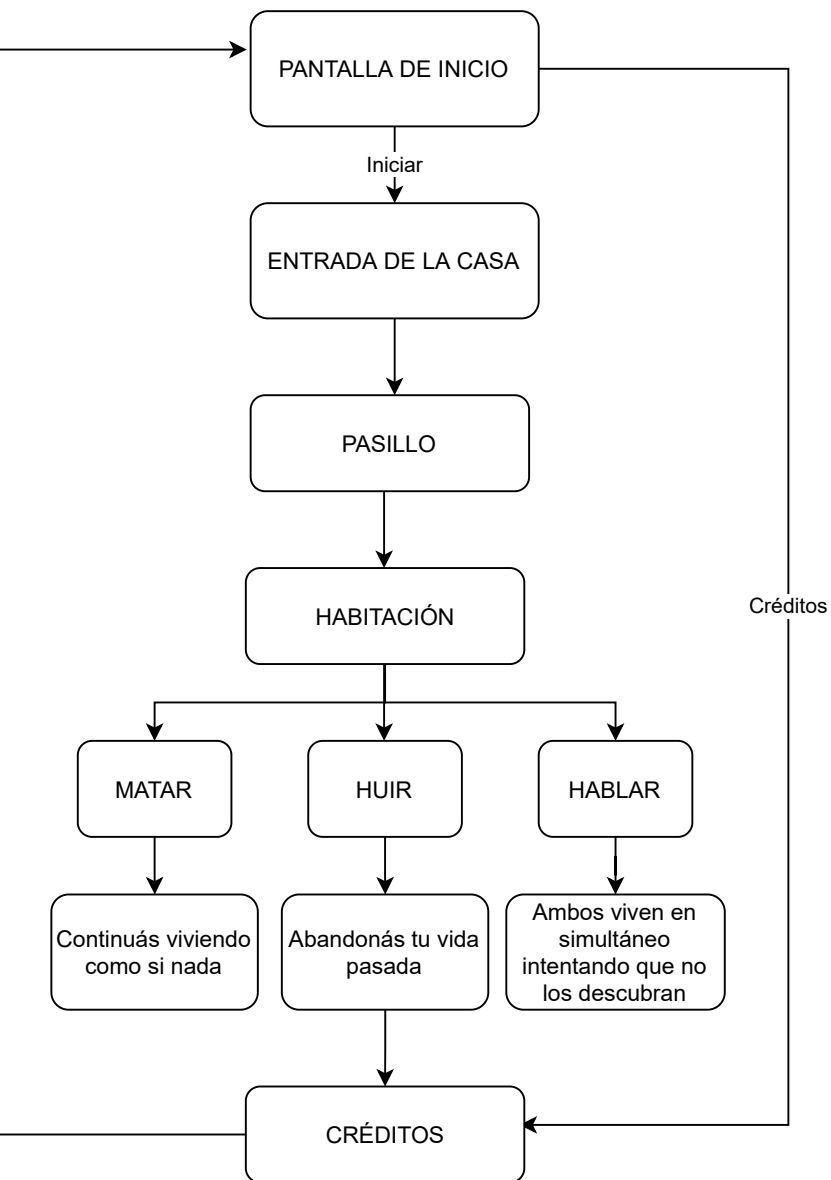 PANTALLA DE INICIO
Iniciar
ENTRADA DE LA CASA
PASILLO
HABITACIÓN
Créditos
MATAR
HUIR
HABLAR
Continuás viviendo
como si nada
Abandonás tu vida
pasada
Ambos viven en
simultáneo
intentando que no
los descubran
CRÉDITOS